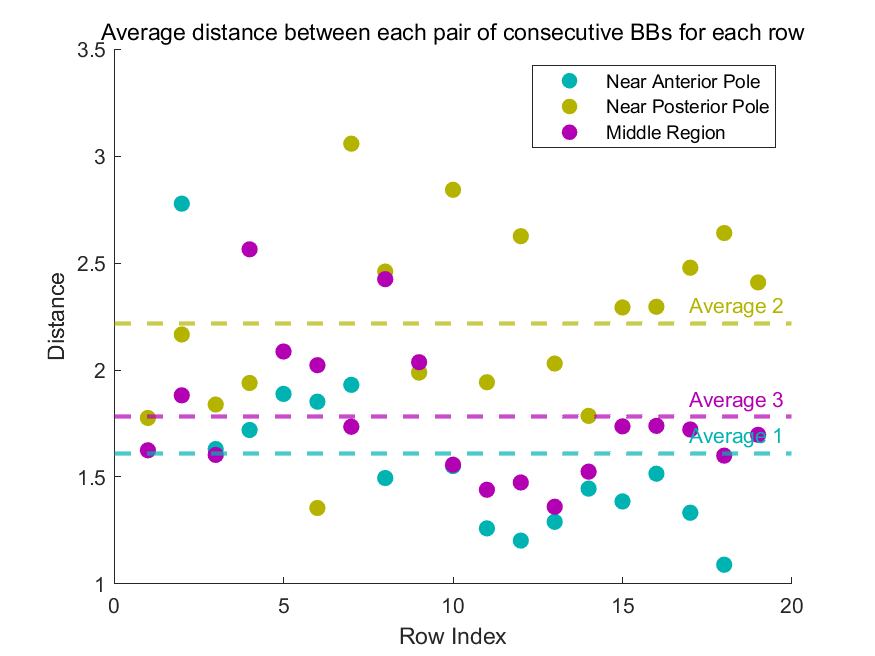 Average distance between each pair of consecutive BBs for each row
3.5
3
2.5
2
1.5
1
Distance
Near Anterior Pole
Near Posterior Pole
Middle Region
Average 2
Average 3
Average 1
0
5
10
15
20
Row Index